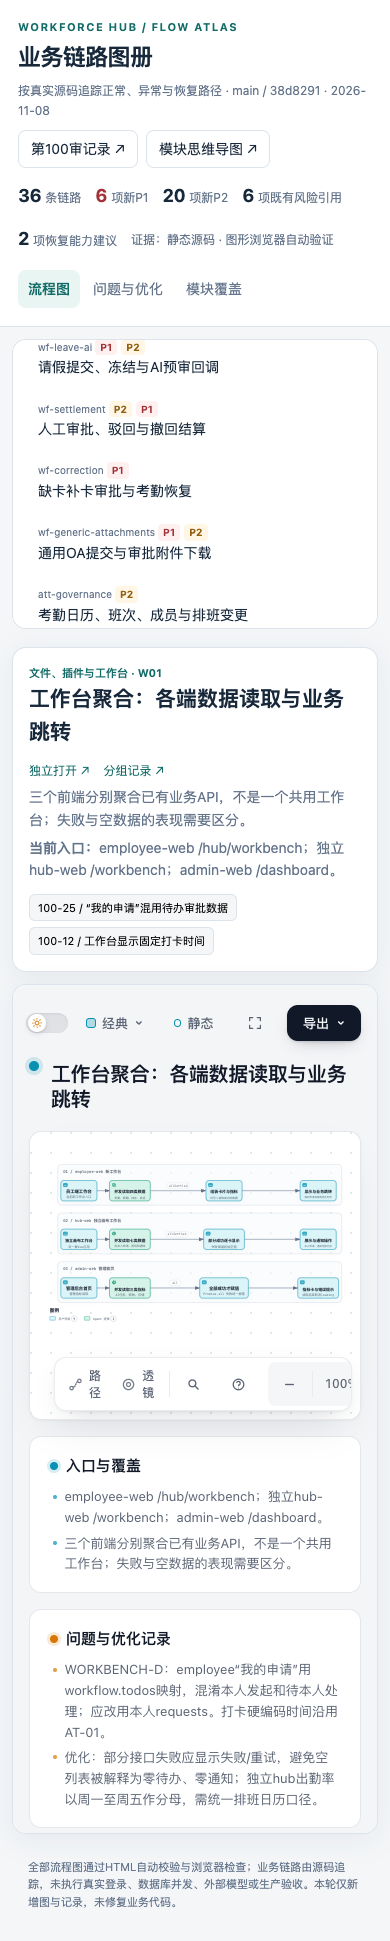 WORKFORCE HUB / FLOW ATLAS
业务链路图册
按真实源码追踪正常、异常与恢复路径 · main / 38d8291 · 2026-
11-08
第100审记录 ↗ 模块思维导图 ↗
36 条链路 6 项新P1 20 项新P2 6 项既有风险引用
2 项恢复能力建议 证据：静态源码 · 图形浏览器自动验证
流程图 问题与优化 模块覆盖
wf-leave-ai P1 P2
请假提交、冻结与AI预审回调
wf-settlement P2 P1
人工审批、驳回与撤回结算
wf-correction P1
缺卡补卡审批与考勤恢复
wf-generic-attachments P1 P2
通用OA提交与审批附件下载
att-governance P2
考勤日历、班次、成员与排班变更
文件、插件与工作台 · W01
工作台聚合：各端数据读取与业务
跳转
独立打开 ↗ 分组记录 ↗
三个前端分别聚合已有业务API，不是一个共用工作
台；失败与空数据的表现需要区分。
当前入口：employee-web /hub/workbench；独立
hub-web /workbench；admin-web /dashboard。
100-25 / “我的申请”混用待办审批数据
100-12 / 工作台显示固定打卡时间
经典 静态 导出
工作台聚合：各端数据读取与业务
跳转
01 / employee-web 员工工作台
02 / hub-web 独立画布工作台
03 / admin-web 管理首页
图例
路径 透镜 100%
入口与覆盖
employee-web /hub/workbench；独立hub-
web /workbench；admin-web /dashboard。
三个前端分别聚合已有业务API，不是一个共用
工作台；失败与空数据的表现需要区分。
问题与优化记录
WORKBENCH-D：employee“我的申请”用
workflow.todos映射，混淆本人发起和待本人处
理；应改用本人requests。打卡硬编码时间沿用
AT-01。
优化：部分接口失败应显示失败/重试，避免空
列表被解释为零待办、零通知；独立hub出勤率
以周一至周五作分母，需统一排班日历口径。
全部流程图通过HTML自动校验与浏览器检查；业务链路由源码追
踪，未执行真实登录、数据库并发、外部模型或生产验收。本轮仅新
增图与记录，未修复业务代码。